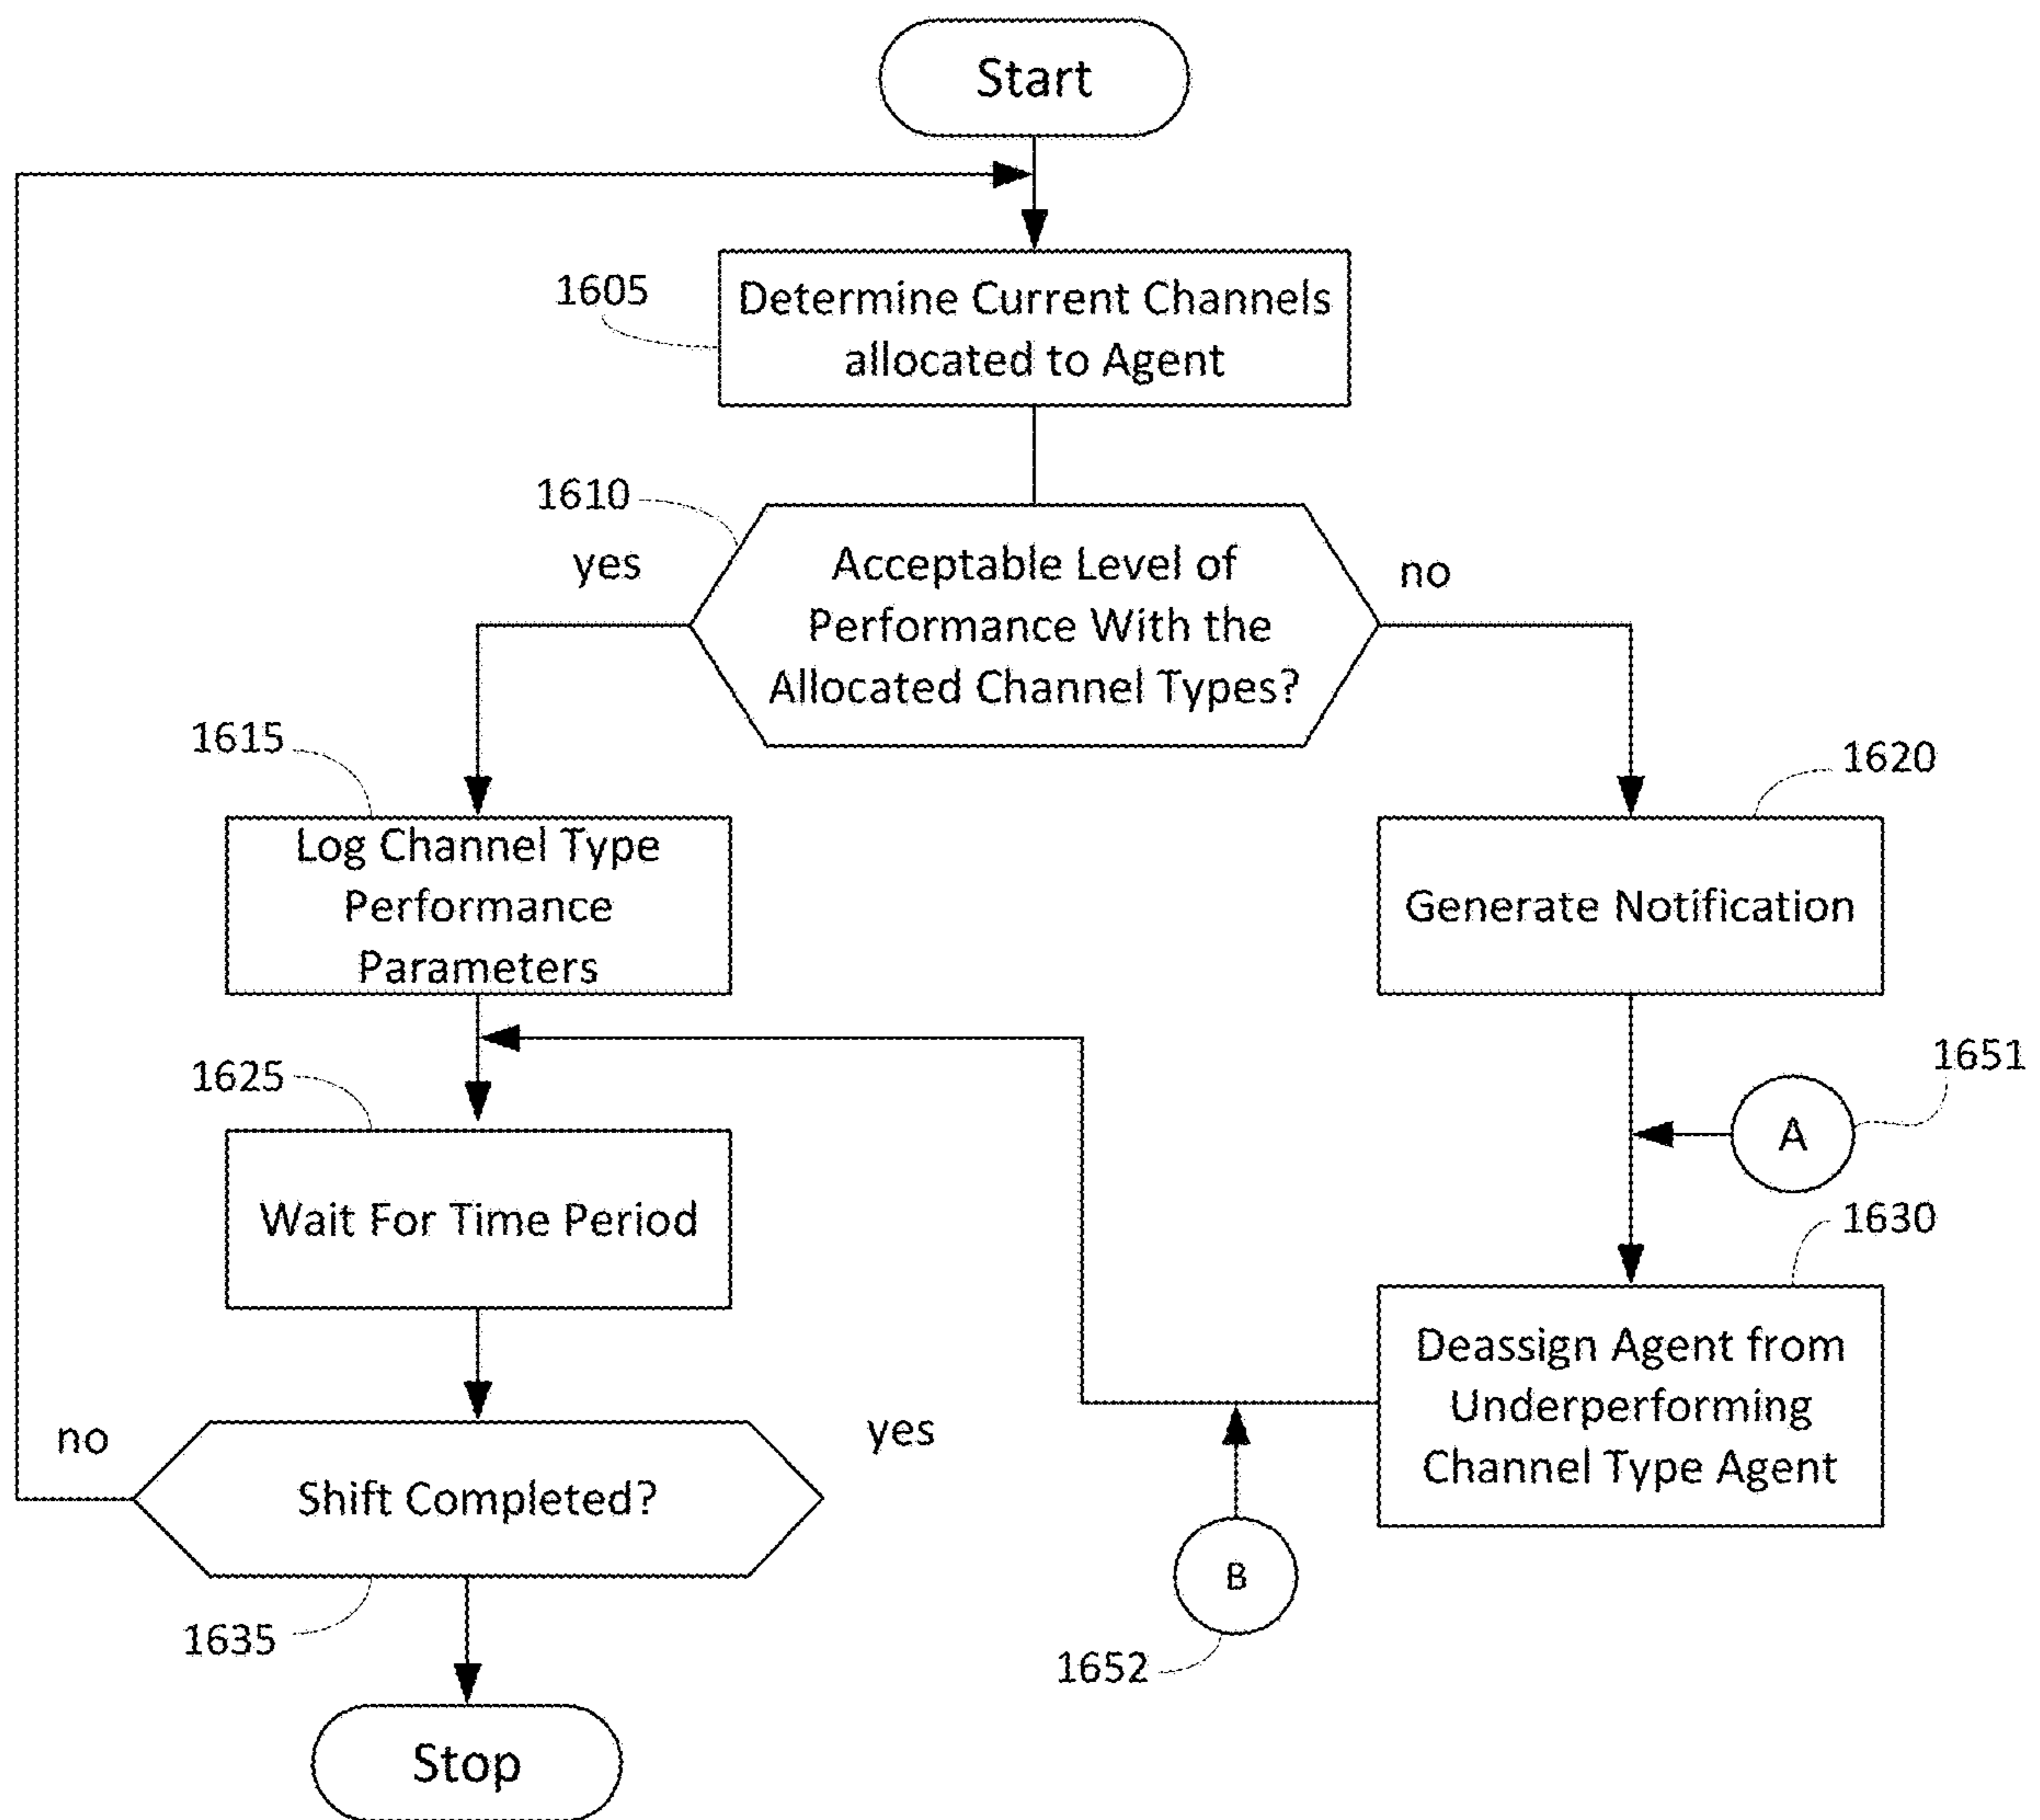 Start
1605
Determine Current Channels
allocated to Agent
1610
yes
Acceptable Level of
Performance With the
Allocated Channel Types?
no
1615
Log Channel Type
Performance
Parameters
1620
Generate Notification
1651
A
1625
Wait For Time Period
1630
Deassign Agent from
Underperforming
Channel Type Agent
no
Shift Completed?
yes
B
1635
1652
Stop